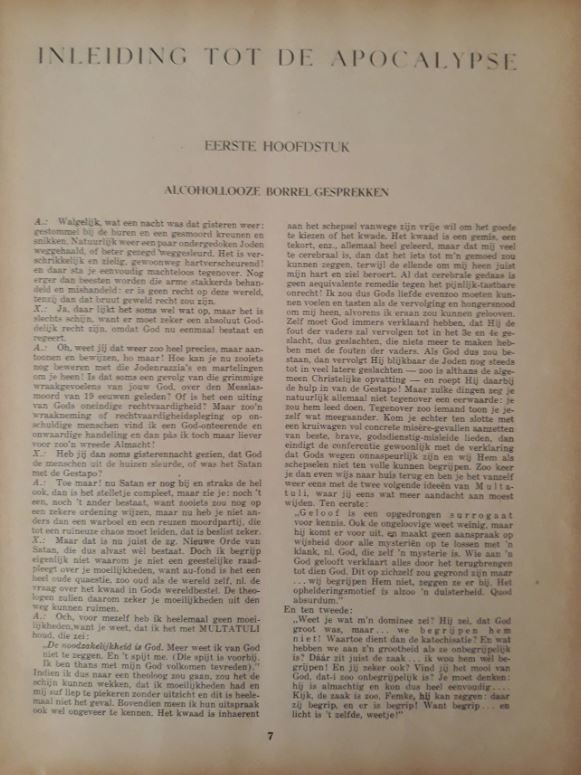 INLEIDING TOT DE APOCALYPSE
EERSTE HOOFDSTUK
ALCOHOLLOOZE BORREL-GESPREKKEN
A.: Walgelijk, wat een nacht was dat gisteren weer:
gestommel bij de buren en een gesmoord kreunen en
snikken. Natuurlijk weer een paar ondergedoken Joden
weggehaald, of beter gezegd weggesleurd. Het is ver-
schrikkelijk en zielig, gewoonweg hartverscheurend!
en daar sta je eenvoudig machteloos tegenover. Nog
erger dan beesten worden die arme stakkerds behan-
deld en mishandeld: er is geen recht op deze wereld,
tenzij dan dat bruut geweld recht zou zijn.
X.: Ja, daar lijkt het soms wel wat op, maar het is
slechts schijn, want er moet zeker een absoluut God-
delijk recht zijn, omdat God nu eenmaal bestaat en
regeert.
A.: Oh, weet jij dat weer zoo heel precies, maar aan-
toonen en bewijzen, ho maar! Hoe kan je nu zooiets
nog beweren met die Jodenrazzia's en martelingen
om je heen! Is dat soms een gevolg van die grimmige
wraakgevoelens van jouw God, over den Messias-
moord van 19 eeuwen geleden? Of is het een uiting
van Gods oneindige rechtvaardigheid? Maar zoo'n
wraakneming of rechtvaardigheidspleging op on-
schuldige menschen vind ik een God-onteerende en
onwaardige handeling en dan pàs ik toch maar liever
voor zoo'n wreede Almacht!
X.: Heb jij dan soms gisterennacht gezien, dat God
de menschen uit de huizen sleurde, of was het Satan
met de Gestapo?
A.: Toe maar! nu Satan er nog bij en straks de hel
ook, dan is het stelletje compleet, maar zie je: noch 't
een, noch 't ander bestaat, want zooiets zou nog op
een zekere ordening wijzen, maar nu heb je niet an-
ders dan een warboel en een reuzen moordpartij, die
tot een ruineuze chaos moet leiden, dat is beslist zeker.
X.: Maar dat is nu juist de zg. Nieuwe Orde van
Satan, die dus alvast wèl bestaat. Doch ik begrijp
eigenlijk niet waarom je niet een geestelijke raad-
pleegt over je moeilijkheden, want au-fond is het een
heel oude quaestie, zoo oud als de wereld zelf, nl. de
vraag over het kwaad in Gods wereldbestel. De theo-
logen zullen daarom zeker je moeilijkheden uit den
weg kunnen ruimen.
A.: Och, voor mezelf heb ik heelemaal geen moei-
lijkheden, want je weet, dat ik het met MULTATULI
houd, die zei:
„De noodzakelijkheid is God. Meer weet ik van God
niet te zeggen. En 't spijt me. (Die spijt is voorbij.
Ik ben thans met mijn God volkomen tevreden)."
Indien ik dus naar een theoloog zou gaan, zou het de
schijn kunnen wekken, dat ik moeilijkheden had en
mij suf liep te piekeren zonder uitzicht en dit is heele-
maal niet het geval. Bovendien meen ik hun uitspraak
ook wel ongeveer te kennen. Het kwaad is inhaerent
aan het schepsel vanwege zijn vrije wil om het goede
te kiezen of het kwade. Het kwaad is een gemis, een
tekort, enz., allemaal heel geleerd, maar dat mij veel
te cerebraal is, dan dat het iets tot m'n gemoed zou
kunnen zeggen, terwijl de ellende om mij heen juist
mijn hart en ziel beroert. Al dat cerebrale gedaas is
geen aequivalente remedie tegen het pijnlijk-tastbare
onrecht! Ik zou dus Gods liefde evenzoo moeten kun-
nen voelen en tasten als de vervolging en hongersnood
om mij heen, alvorens ik eraan zou kunnen gelooven.
Zelf moet God immers verklaard hebben, dat Hij de
fout der vaders zal vervolgen tot in het 3e en 4e ge-
slacht, dus geslachten, die niets meer te maken heb-
ben met de fouten der vaders. Als God dus zou be-
staan, dan vervolgt Hij blijkbaar de Joden nog steeds
tot in veel latere geslachten — zoo is althans de alge-
meen Christelijke opvatting — en roept Hij daarbij
de hulp in van de Gestapo! Maar zulke dingen zeg je
natuurlijk allemaal niet tegenover een eerwaarde: je
zou hem leed doen. Tegenover zoo iemand toon je je-
zelf wat meegaander. Kom je echter ten slotte met
een kruiwagen vol concrete misère-gevallen aanzetten
van beste, brave, godsdienstig-misleide lieden, dan
eindigt de conferentie gewoonlijk met de verklaring
dat Gods wegen onnaspeurlijk zijn en wij Hem als
schepselen niet ten volle kunnen begrijpen. Zoo keer
je dan even wijs naar huis terug en ben je het vanzelf
weer eens met de twee volgende ideeën van Multa-
tuli, waar jij eens wat meer aandacht aan moest
wijden. Ten eerste:
„Geloof is een opgedrongen surrogaat
voor kennis. Ook de ongeloovige weet weinig, maar
hij komt er voor uit, en maakt geen aanspraak op
wijsheid door alle mysteriën op te lossen met 'n
klank, nl. God, die zelf 'n mysterie is. Wie aan 'n
God gelooft verklaart alles door het terugbrengen
tot dien God. Dit op zichzelf zou gegrond zijn maar
... wij begrijpen Hem niet, zeggen ze er bij. Het
ophelderingsmotief is alzoo 'n duisterheid. Quod
absurdum."
En ten tweede:
„Weet je wat m'n dominee zei? Hij zei, dat God
groot was, maar... we begrijpen hem
niet! Waartoe dient dan de katechisatie? En wat
hebben we aan z'n grootheid als ze onbegrijpelijk
is? Dáár zit juist de zaak ... ik wou hem wel be-
grijpen! En jij zeker ook? Vind jij het mooi van
God, dat-i zoo onbegrijpelijk is? Je moet denken:
hij is almachtig en kon dus heel eenvoudig....
Kijk, de zaak is zoo, Femke, hij kan zeggen: daar
zij begrip, en er is begrip! Want begrip... en
licht is 't zelfde, weetje!"
7